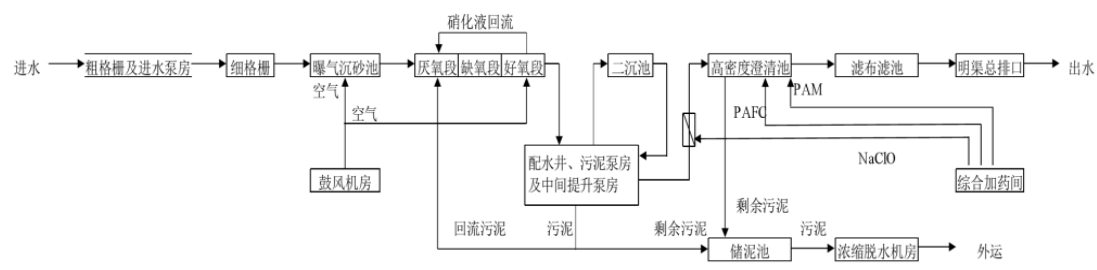 硝化液回流
进水
粗格栅及进水泵房
细格栅
曝气沉砂池
厌氧段
缺氧段
好氧段
二沉池
高密度澄清池
滤布滤池
明渠总排口
出水
空气
空气
PAM
PAFC
NaClO
鼓风机房
配水井、污泥泵房
及中间提升泵房
综合加药间
剩余污泥
回流污泥
污泥
剩余污泥
储泥池
污泥
浓缩脱水机房
外运